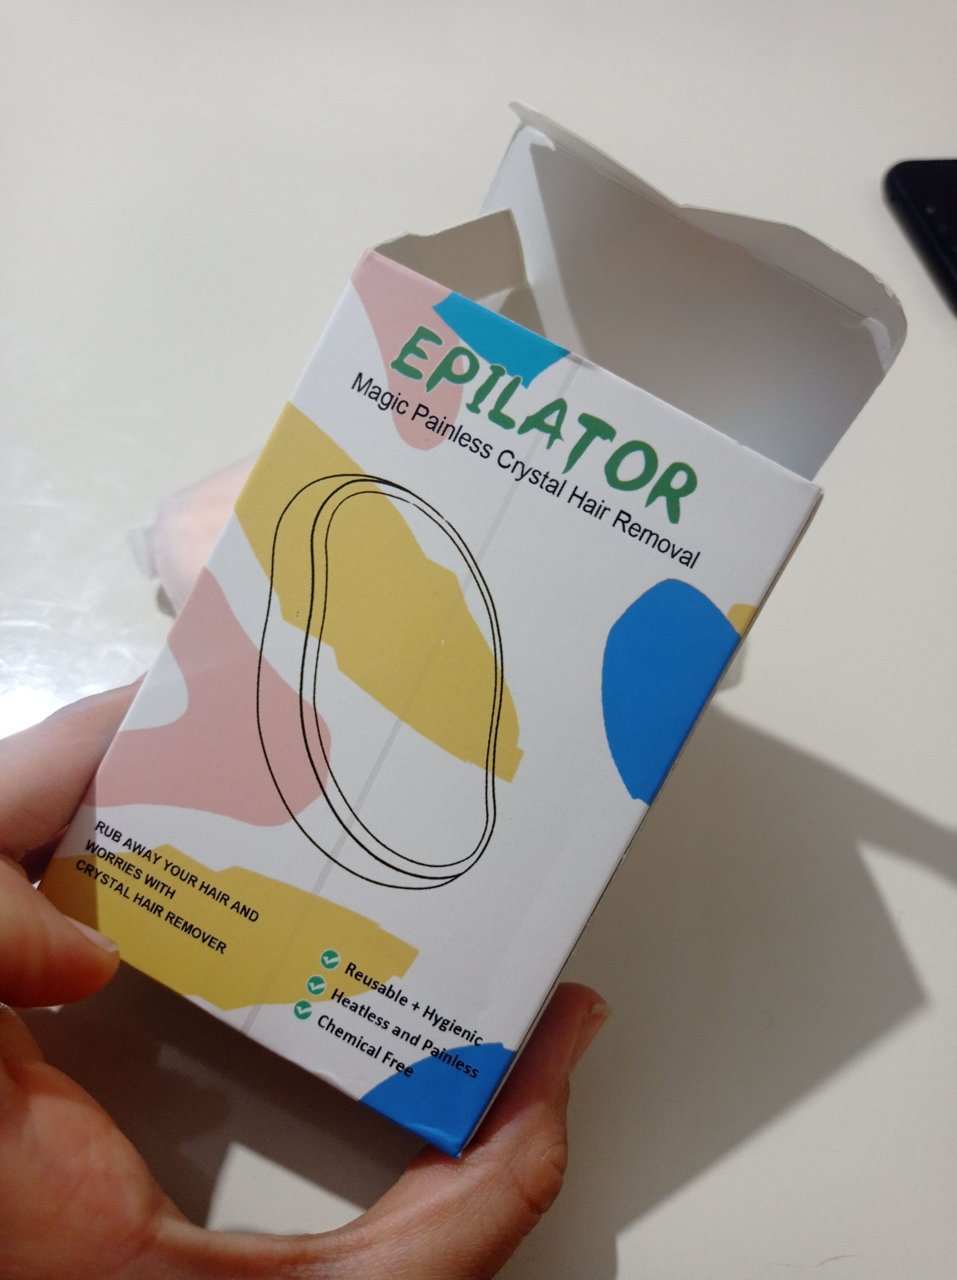 EPILATOR
Magic Painless Crystal Hair Removal
RUB AWAY YOUR HAIR AND
WORRIES WITH
CRYSTAL HAIR REMOVER
Reusable + Hygienic
Heatless and Painless
Chemical Free